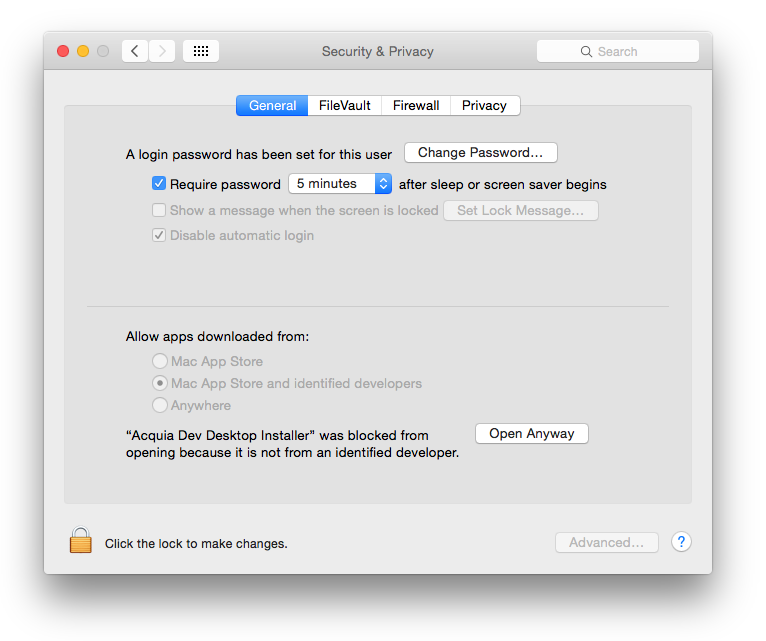 Security & Privacy
Search
General FileVault Firewall Privacy
A login password has been set for this user Change Password...
Require password 5 minutes after sleep or screen saver begins
Show a message when the screen is locked Set Lock Message...
Disable automatic login
Allow apps downloaded from:
Mac App Store
Mac App Store and identified developers
Anywhere
“Acquia Dev Desktop Installer” was blocked from Open Anyway
opening because it is not from an identified developer.
Click the lock to make changes. Advanced... ?